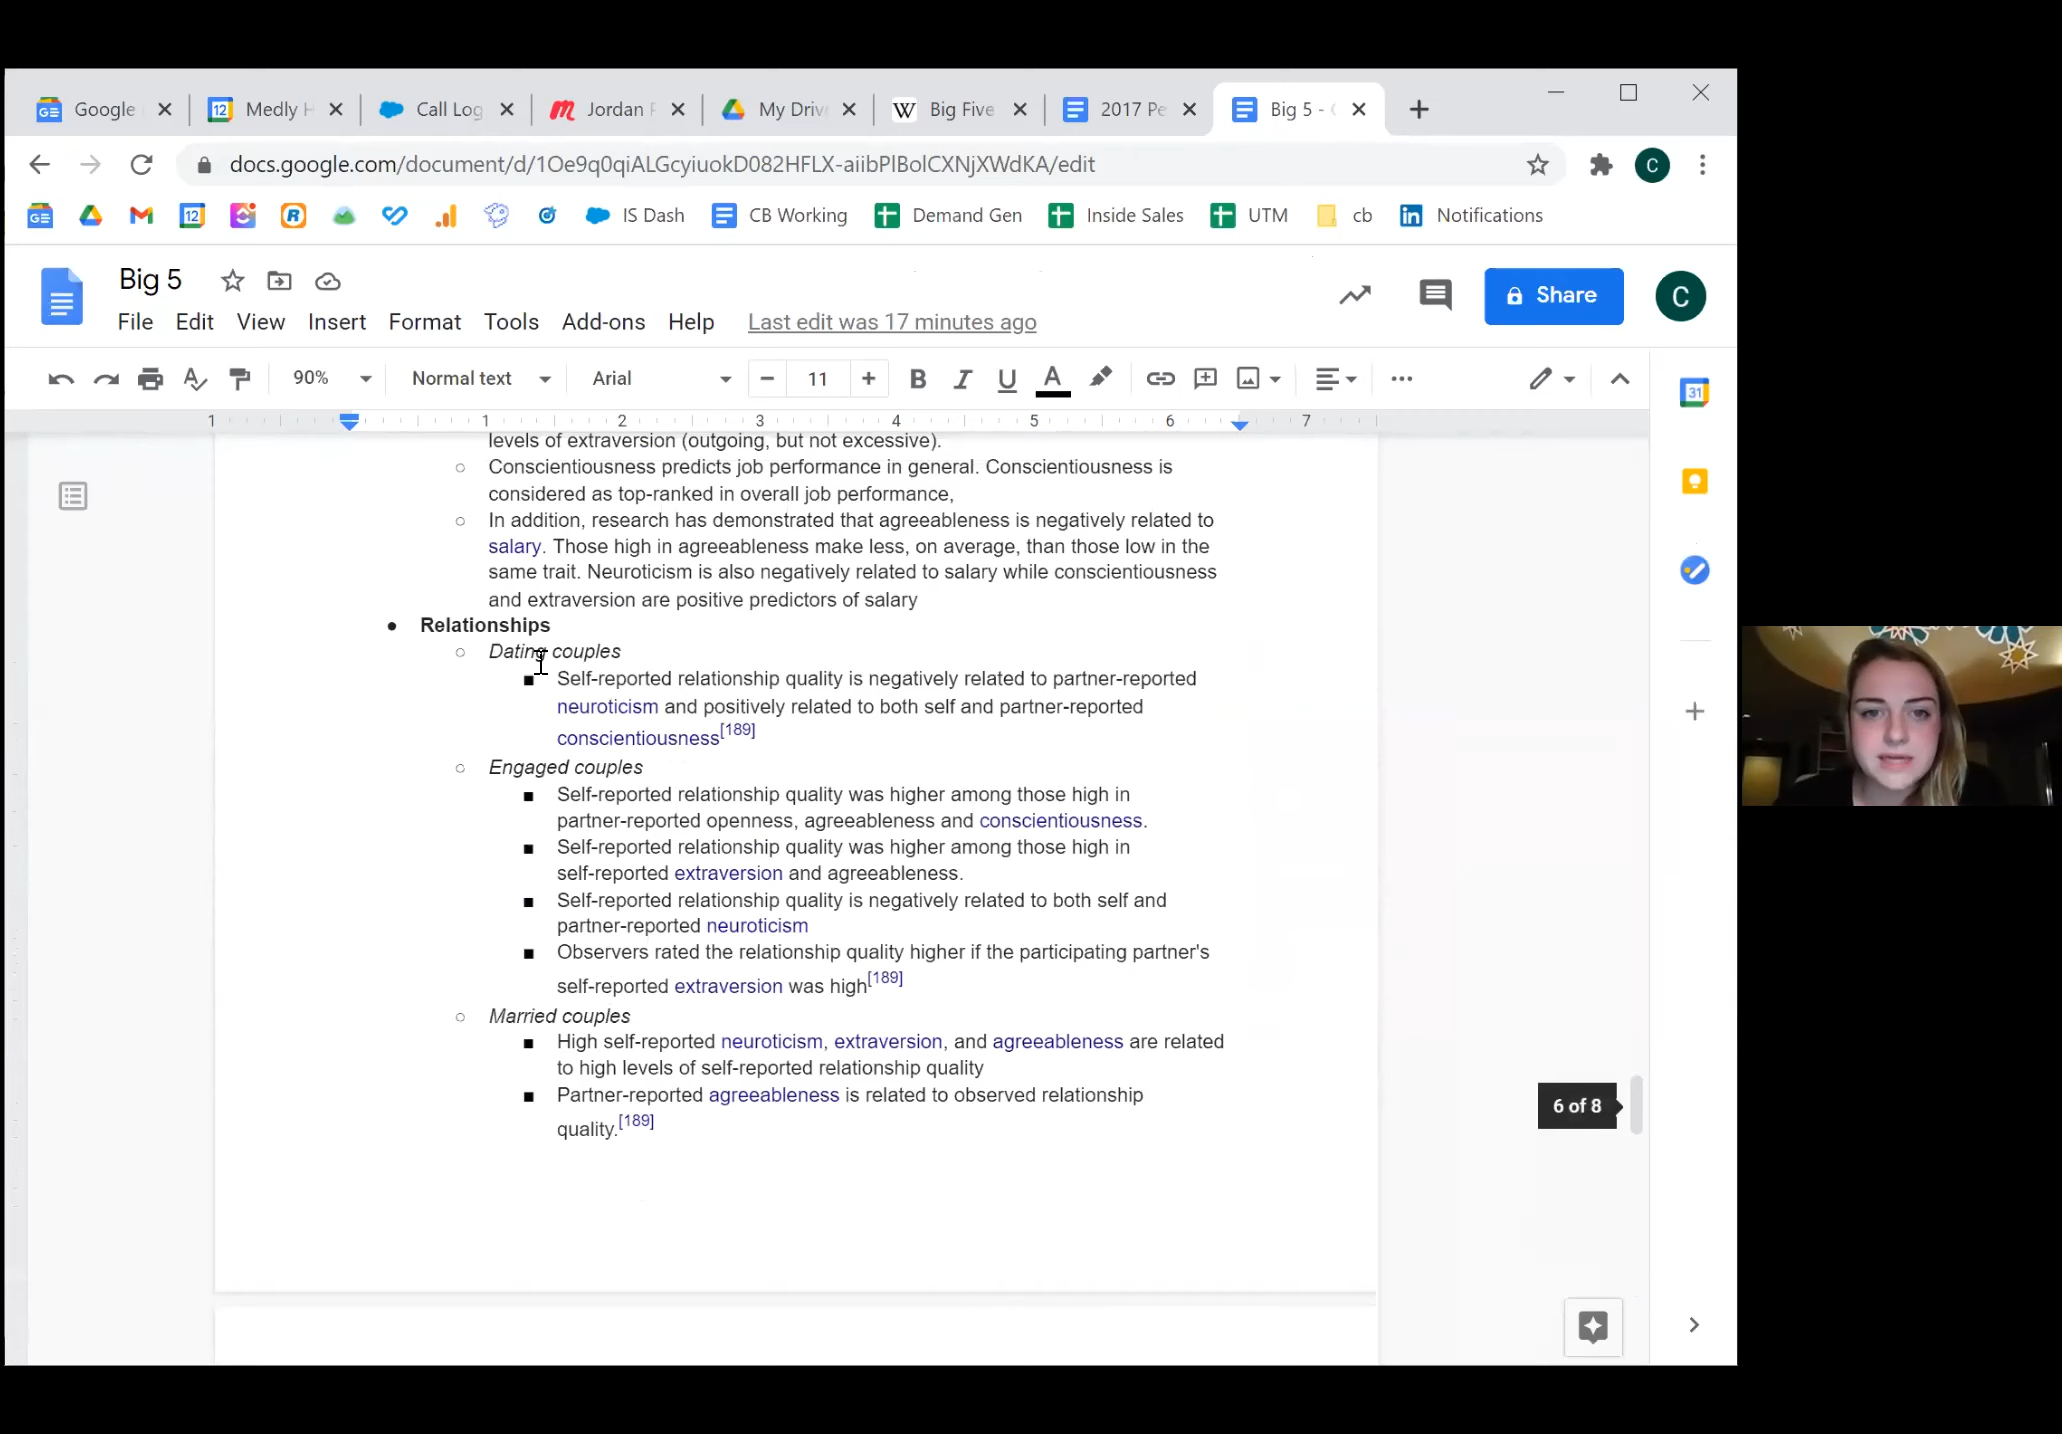 Google
Medly H
Call Log
Jordan P
My Driv
W
Big Five
2017 Pe
Big 5 -
docs.google.com/document/d/1Oe9q0qiALGcyiuokD082HFLX-aiibPlBolCXNjXWdKA/edit
C
GE
12
IS Dash
CB Working
Demand Gen
Inside Sales
UTM
cb
in
Notifications
Big 5
Share
C
File Edit View Insert Format Tools Add-ons Help Last edit was 17 minutes ago
90% Normal text Arial 11 B I U A
31
1 1 2 3 4 5 6 7
levels of extraversion (outgoing, but not excessive).
○ Conscientiousness predicts job performance in general. Conscientiousness is
considered as top-ranked in overall job performance,
○ In addition, research has demonstrated that agreeableness is negatively related to
salary. Those high in agreeableness make less, on average, than those low in the
same trait. Neuroticism is also negatively related to salary while conscientiousness
and extraversion are positive predictors of salary
● Relationships
○ Dating couples
■ Self-reported relationship quality is negatively related to partner-reported
neuroticism and positively related to both self and partner-reported
conscientiousness[189]
○ Engaged couples
■ Self-reported relationship quality was higher among those high in
partner-reported openness, agreeableness and conscientiousness.
■ Self-reported relationship quality was higher among those high in
self-reported extraversion and agreeableness.
■ Self-reported relationship quality is negatively related to both self and
partner-reported neuroticism
■ Observers rated the relationship quality higher if the participating partner's
self-reported extraversion was high[189]
○ Married couples
■ High self-reported neuroticism, extraversion, and agreeableness are related
to high levels of self-reported relationship quality
■ Partner-reported agreeableness is related to observed relationship
quality.[189]
6 of 8